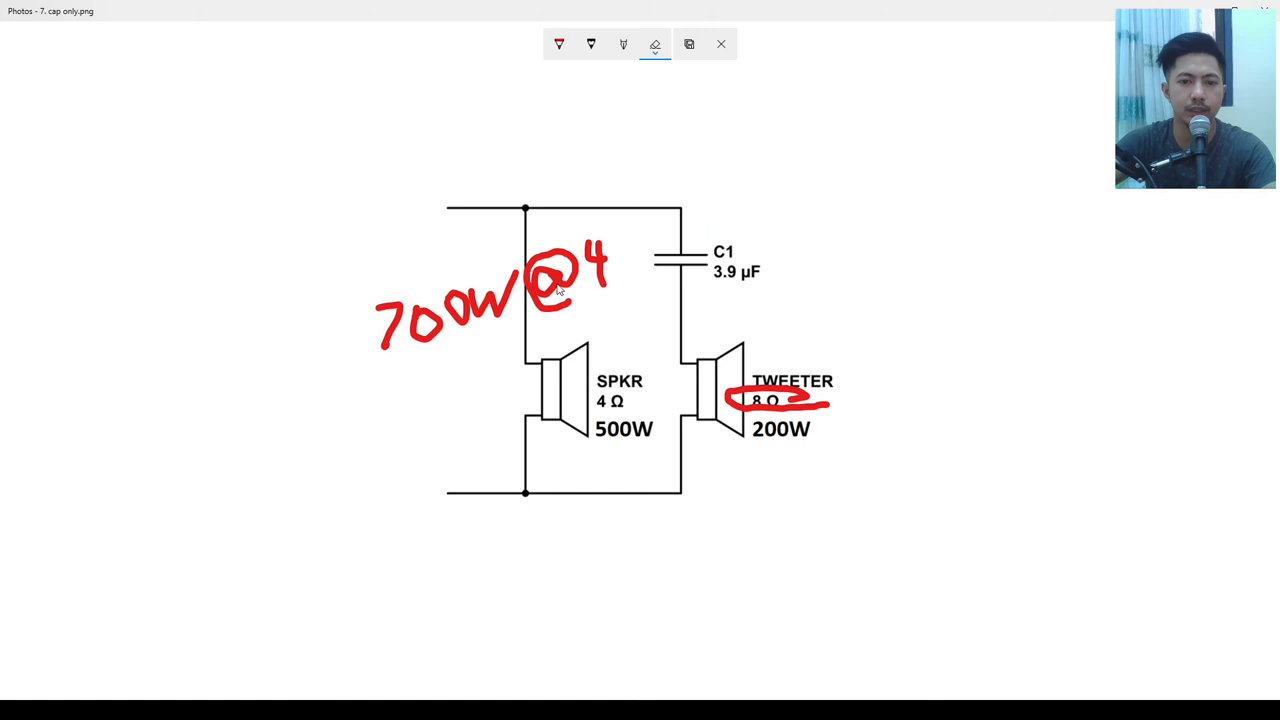 Photos - 7. cap only.png
C1
3.9 µF
700W @ 4
SPKR
4 Ω
500W
TWEETER
8 Ω
200W